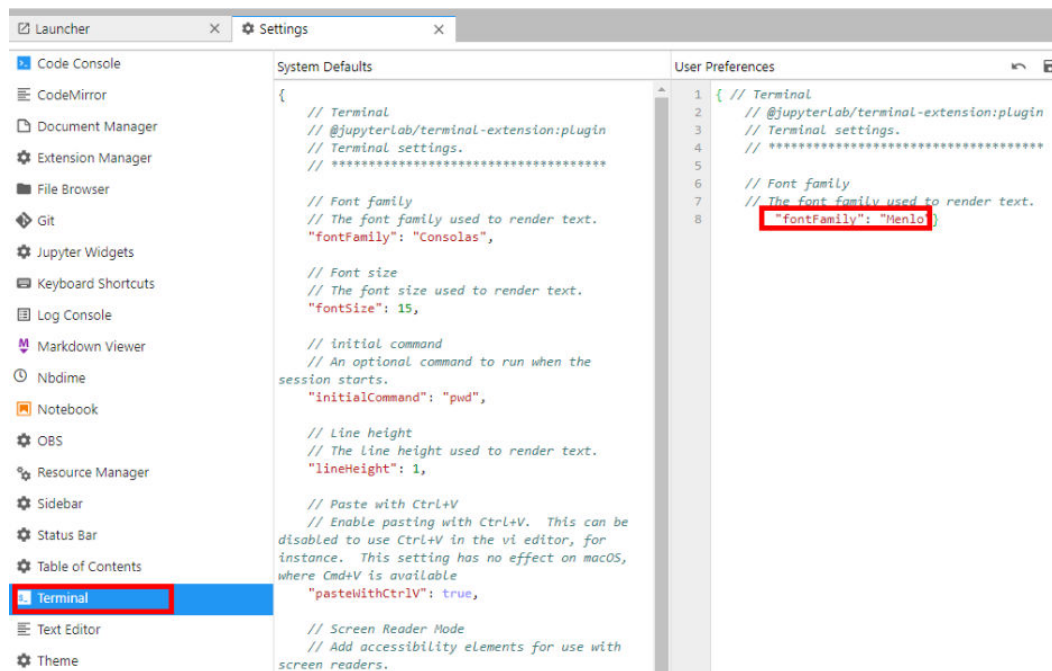 Launcher
Settings
Code Console
CodeMirror
Document Manager
Extension Manager
File Browser
Git
Jupyter Widgets
Keyboard Shortcuts
Log Console
Markdown Viewer
Nbdime
Notebook
OBS
Resource Manager
Sidebar
Status Bar
Table of Contents
Terminal
Text Editor
Theme
System Defaults
{
// Terminal
// @jupyterlab/terminal-extension:plugin
// Terminal settings.
// *************************************
// Font family
// The font family used to render text.
"fontFamily": "Consolas",
// Font size
// The font size used to render text.
"fontSize": 15,
// initial command
// An optional command to run when the
session starts.
"initialCommand": "pwd",
// Line height
// The line height used to render text.
"lineHeight": 1,
// Paste with Ctrl+V
// Enable pasting with Ctrl+V.  This can be
disabled to use Ctrl+V in the vi editor, for
instance.  This setting has no effect on macOS,
where Cmd+V is available
"pasteWithCtrlV": true,
// Screen Reader Mode
// Add accessibility elements for use with
screen readers.
User Preferences
1 { // Terminal
2 // @jupyterlab/terminal-extension:plugin
3 // Terminal settings.
4 // *************************************
5
6 // Font family
7 // The font family used to render text.
8 "fontFamily": "Menlo"}